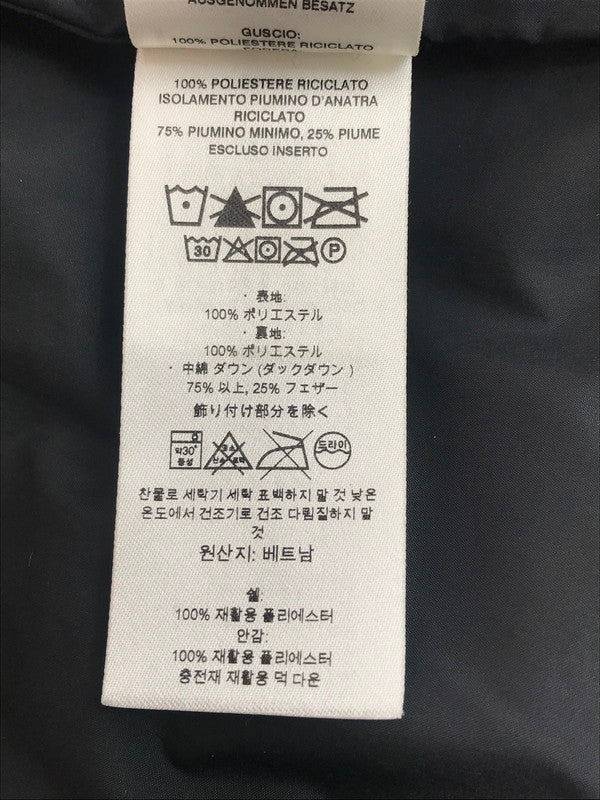 AUSGENOMMEN BESATZ
GUSCIO:
100% POLIESTERE RICICLATO
100% POLIESTERE RICICLATO
ISOLAMENTO PIUMINO D'ANATRA
RICICLATO
75% PIUMINO MINIMO, 25% PIUME
ESCLUSO INSERTO
30 P
· 表地:
100% ポリエステル
· 裏地:
100% ポリエステル
· 中綿 ダウン (ダックダウン )
75% 以上, 25% フェザー
飾り付け部分を除く
약30°
중성
드라이
찬물로 세탁기 세탁 표백하지 말 것 낮은
온도에서 건조기로 건조 다림질하지 말
것
원산지: 베트남
쉘:
100% 재활용 폴리에스터
안감:
100% 재활용 폴리에스터
충전재 재활용 덕 다운